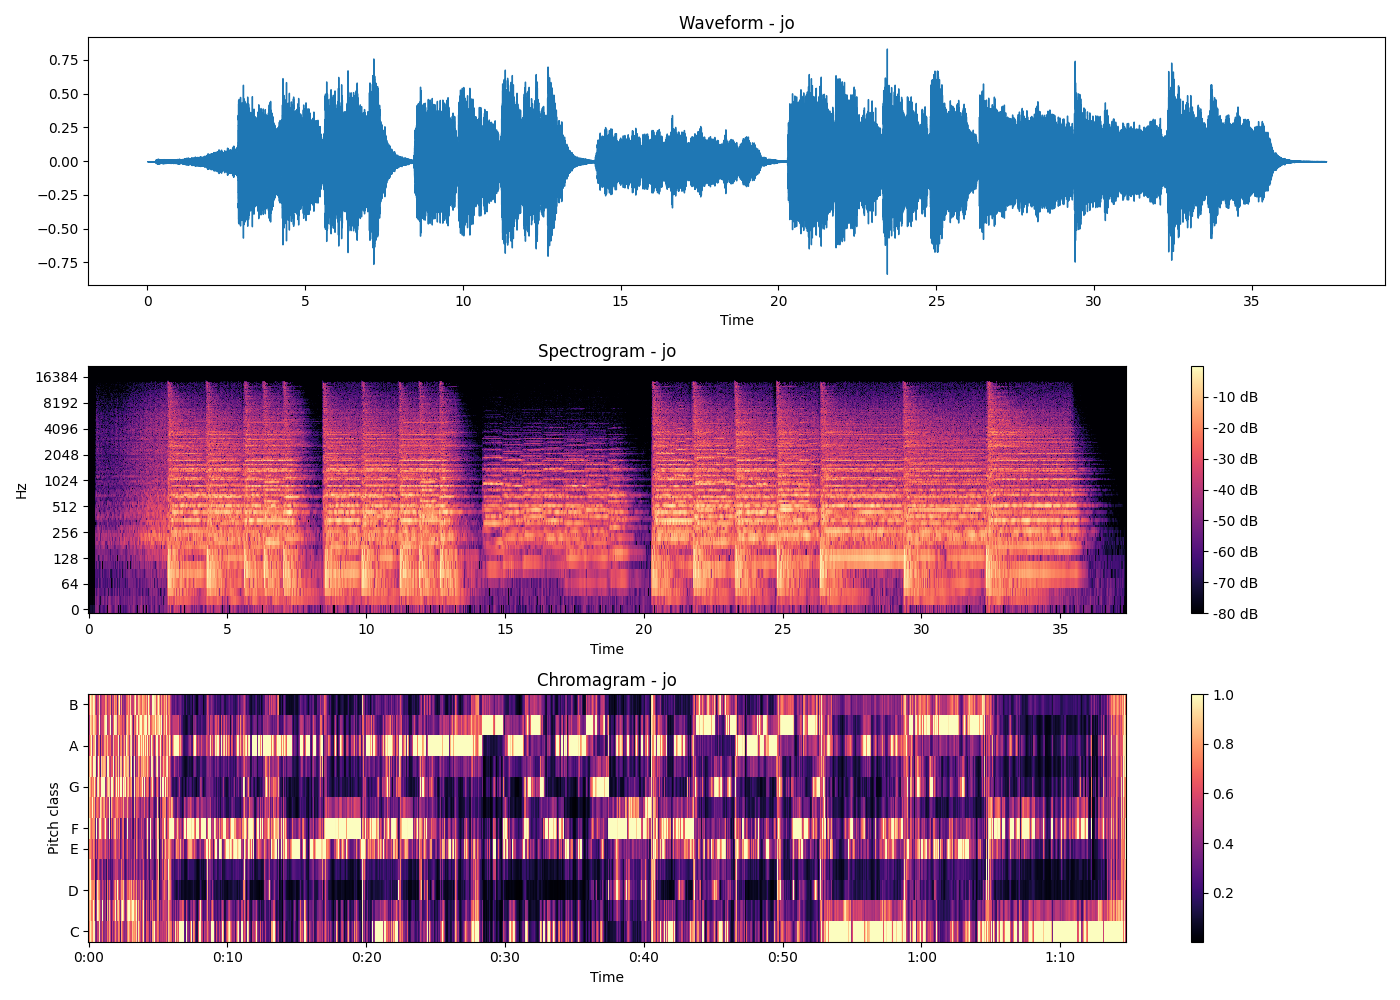 Waveform - jo
0.75
0.50
0.25
0.00
−0.25
−0.50
−0.75
0 5 10 15 20 25 30 35
Time
Spectrogram - jo
Hz
16384
8192
4096
2048
1024
512
256
128
64
0
0 5 10 15 20 25 30 35
Time
-10 dB
-20 dB
-30 dB
-40 dB
-50 dB
-60 dB
-70 dB
-80 dB
Chromagram - jo
Pitch class
B
A
G
F
E
D
C
0:00 0:10 0:20 0:30 0:40 0:50 1:00 1:10
Time
1.0
0.8
0.6
0.4
0.2